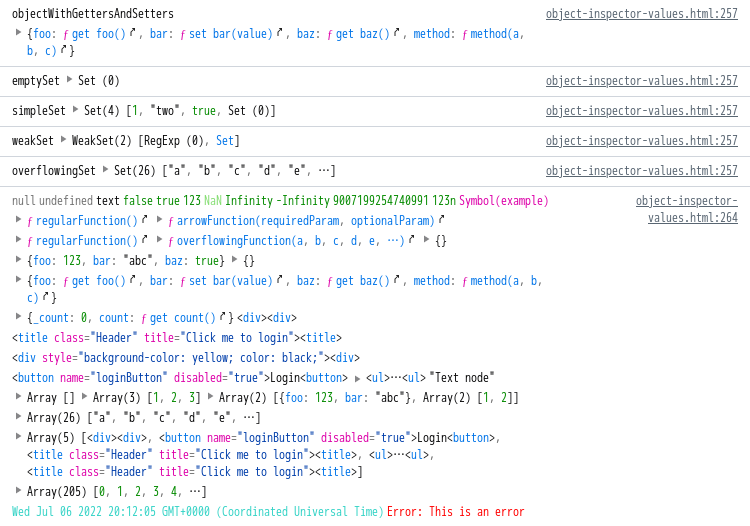 objectWithGettersAndSetters object-inspector-values.html:257
{foo: ƒ get foo(), bar: ƒ set bar(value), baz: ƒ get baz(), method: ƒ method(a,
b, c)}
emptySet Set (0) object-inspector-values.html:257
simpleSet Set(4) [1, "two", true, Set (0)] object-inspector-values.html:257
weakSet WeakSet(2) [RegExp (0), Set] object-inspector-values.html:257
overflowingSet Set(26) ["a", "b", "c", "d", "e", …] object-inspector-values.html:257
null undefined text false true 123 NaN Infinity -Infinity 9007199254740991 123n Symbol(example) object-inspector-
values.html:264
ƒ regularFunction() ƒ arrowFunction(requiredParam, optionalParam)
ƒ regularFunction() ƒ overflowingFunction(a, b, c, d, e, …) {}
{foo: 123, bar: "abc", baz: true} {}
{foo: ƒ get foo(), bar: ƒ set bar(value), baz: ƒ get baz(), method: ƒ method(a, b,
c)}
{_count: 0, count: ƒ get count()} <div><div>
<title class="Header" title="Click me to login"><title>
<div style="background-color: yellow; color: black;"><div>
<button name="loginButton" disabled="true">Login<button> <ul>…<ul> "Text node"
Array [] Array(3) [1, 2, 3] Array(2) [{foo: 123, bar: "abc"}, Array(2) [1, 2]]
Array(26) ["a", "b", "c", "d", "e", …]
Array(5) [<div><div>, <button name="loginButton" disabled="true">Login<button>,
<title class="Header" title="Click me to login"><title>, <ul>…<ul>,
<title class="Header" title="Click me to login"><title>]
Array(205) [0, 1, 2, 3, 4, …]
Wed Jul 06 2022 20:12:05 GMT+0000 (Coordinated Universal Time) Error: This is an error